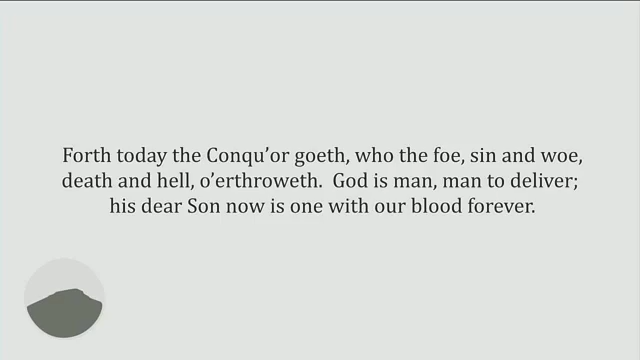 Forth today the Conqu’or goeth, who the foe, sin and woe,
death and hell, o’erthroweth.  God is man, man to deliver;
his dear Son now is one with our blood forever.